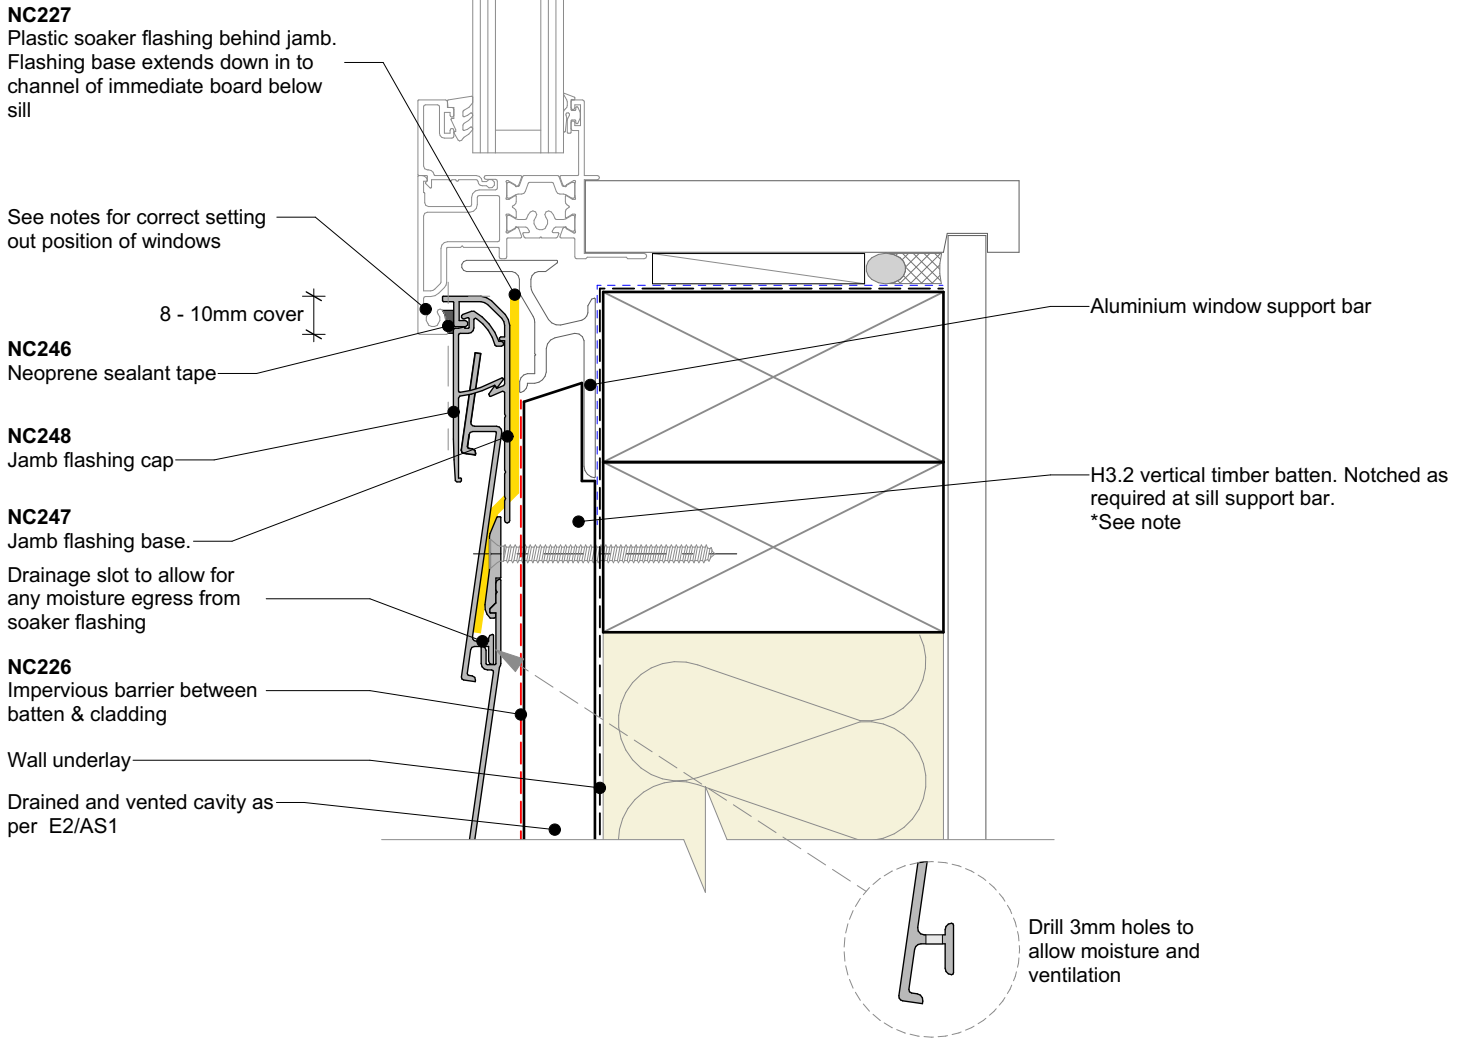 NC227
Plastic soaker flashing behind jamb.
Flashing base extends down in to
channel of immediate board below
sill
See notes for correct setting
out position of windows
8 - 10mm cover
NC246
Neoprene sealant tape
NC248
Jamb flashing cap
NC247
Jamb flashing base.
Drainage slot to allow for
any moisture egress from
soaker flashing
NC226
Impervious barrier between
batten & cladding
Wall underlay
Drained and vented cavity as
per E2/AS1
Aluminium window support bar
H3.2 vertical timber batten. Notched as
required at sill support bar.
*See note
Drill 3mm holes to
allow moisture and
ventilation